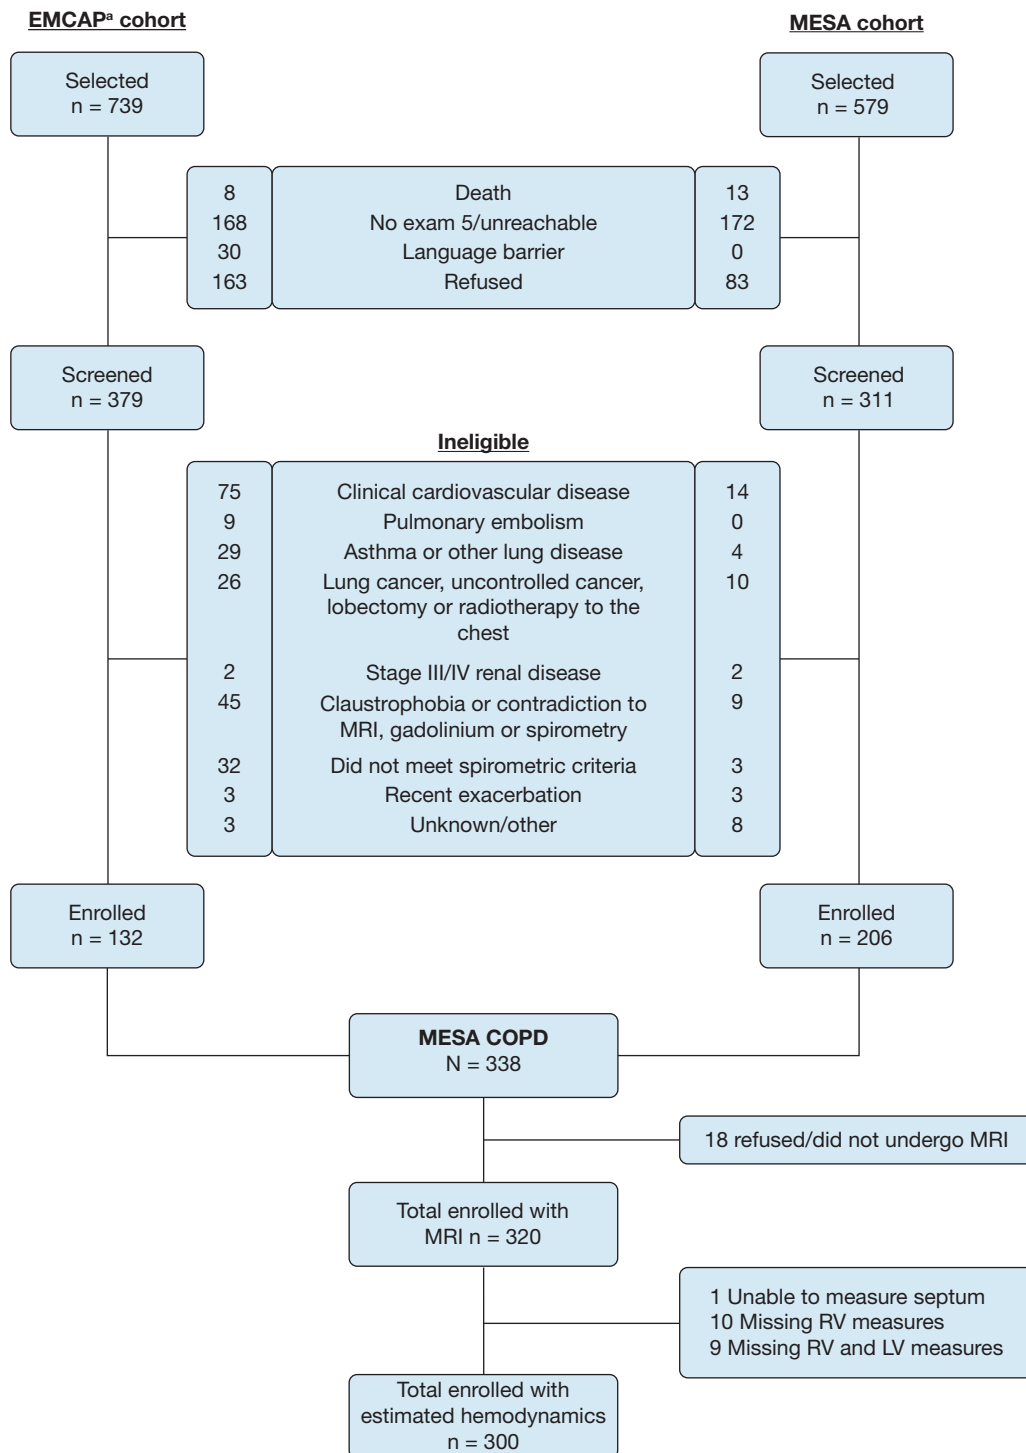 EMCAPᵃ cohort
MESA cohort
Selected
n = 739
Selected
n = 579
8 Death 13
168 No exam 5/unreachable 172
30 Language barrier 0
163 Refused 83
Screened
n = 379
Screened
n = 311
Ineligible
75 Clinical cardiovascular disease 14
9 Pulmonary embolism 0
29 Asthma or other lung disease 4
26 Lung cancer, uncontrolled cancer, 10
lobectomy or radiotherapy to the
chest
2 Stage III/IV renal disease 2
45 Claustrophobia or contradiction to 9
MRI, gadolinium or spirometry
32 Did not meet spirometric criteria 3
3 Recent exacerbation 3
3 Unknown/other 8
Enrolled
n = 132
Enrolled
n = 206
MESA COPD
N = 338
18 refused/did not undergo MRI
Total enrolled with
MRI n = 320
1 Unable to measure septum
10 Missing RV measures
9 Missing RV and LV measures
Total enrolled with
estimated hemodynamics
n = 300